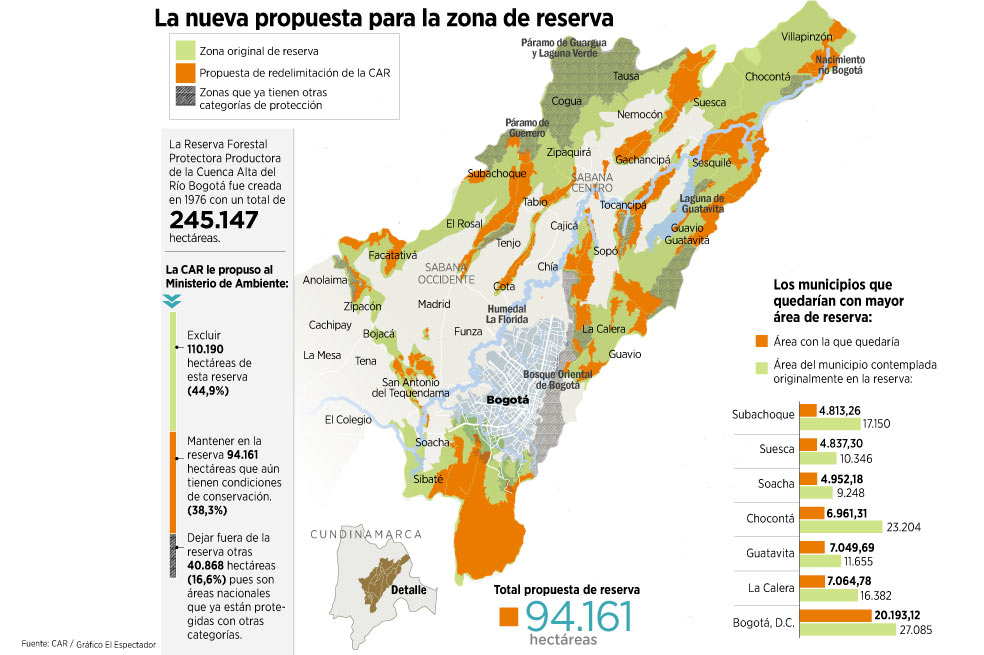 La nueva propuesta para la zona de reserva
Zona original de reserva
Propuesta de redelimitación de la CAR
Zonas que ya tienen otras
categorías de protección
La Reserva Forestal
Protectora Productora
de la Cuenca Alta del
Río Bogotá fue creada
en 1976 con un total de
245.147
hectáreas.
La CAR le propuso al
Ministerio de Ambiente:
Excluir
110.190
hectáreas de
esta reserva
(44,9%)
Mantener en la
reserva 94.161
hectáreas que aún
tienen condiciones
de conservación.
(38,3%)
Dejar fuera de la
reserva otras
40.868 hectáreas
(16,6%) pues son
áreas nacionales
que ya están prote-
gidas con otras
categorías.
Villapinzón
Páramo de Guargua
y Laguna Verde
Nacimiento
río Bogotá
Tausa
Chocontá
Cogua
Suesca
Nemocón
Páramo de
Guerrero
Zipaquirá
Gachancipá
Sesquilé
Subachoque
SABANA
CENTRO
Tabio
Tocancipá
Laguna de
Guatavita
El Rosal
Cajicá
Guavio
Guatavitá
Tenjo
Sopó
Facatativá
Chía
SABANA
OCCIDENTE
Anolaima
Cota
Zipacón
Madrid
Humedal
La Florida
Cachipay
Bojacá
Funza
La Calera
La Mesa
Tena
Guavio
San Antonio
del Tequendama
Bosque Oriental
de Bogotá
Bogotá
El Colegio
Soacha
Sibaté
CUNDINAMARCA
Detalle
Total propuesta de reserva
94.161
hectáreas
Los municipios que
quedarían con mayor
área de reserva:
Área con la que quedaría
Área del municipio contemplada
originalmente en la reserva:
Subachoque
4.813,26
17.150
Suesca
4.837,30
10.346
Soacha
4.952,18
9.248
Chocontá
6.961,31
23.204
Guatavita
7.049,69
11.655
La Calera
7.064,78
16.382
Bogotá, D.C.
20.193,12
27.085
Fuente: CAR / Gráfico El Espectador